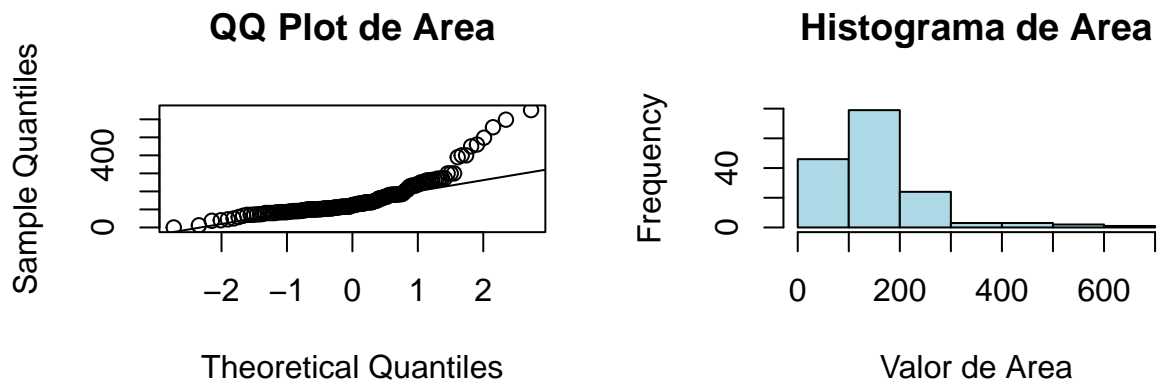 QQ Plot de Area
Sample Quantiles
0 400
−2 −1 0 1 2
Theoretical Quantiles
Histograma de Area
Frequency
0 40
0 200 400 600
Valor de Area